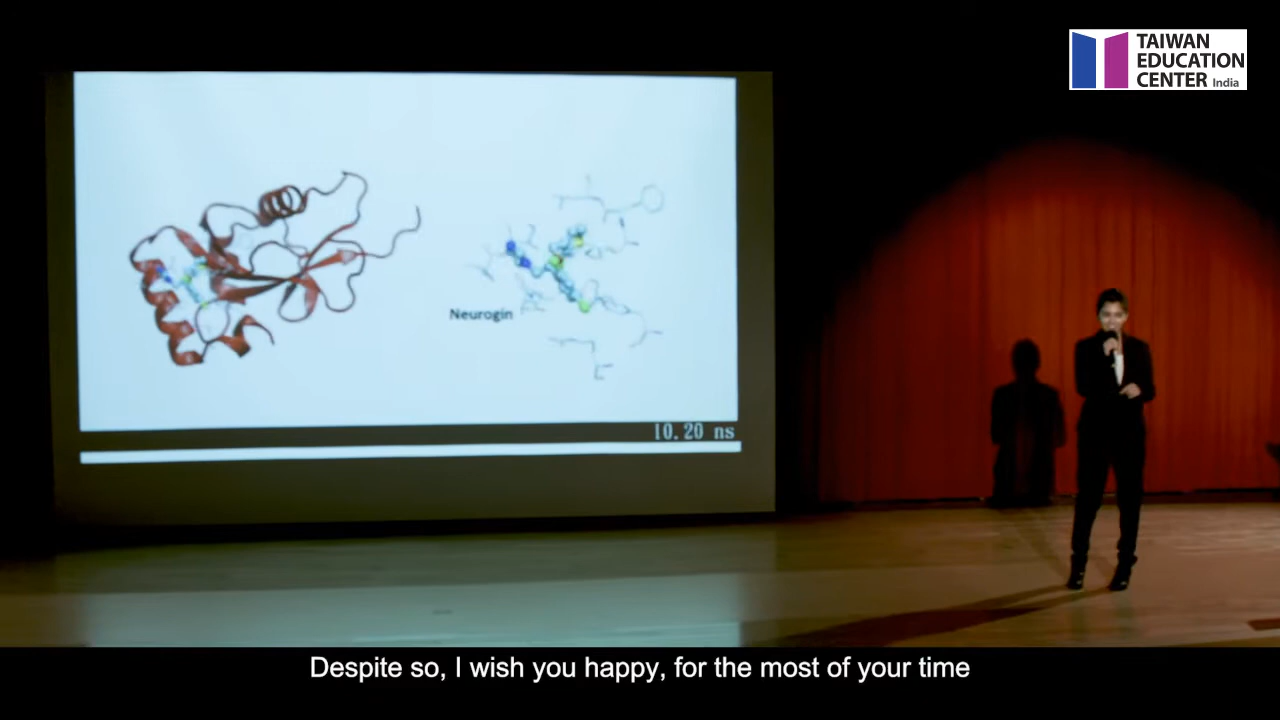 TAIWAN
EDUCATION
CENTER India
Neurogin
10.20 ns
Despite so, I wish you happy, for the most of your time